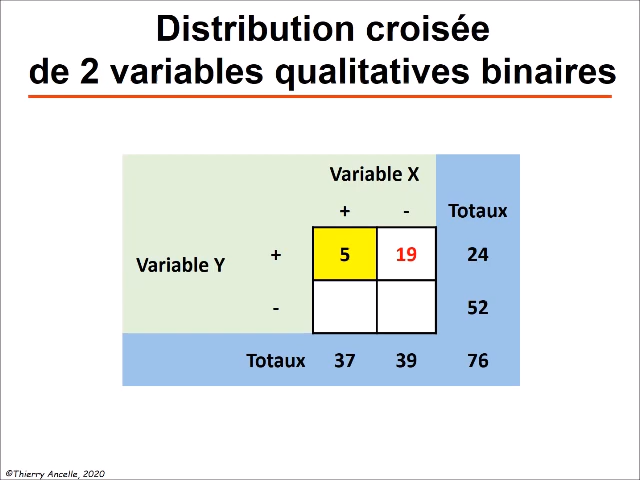 Distribution croisée
de 2 variables qualitatives binaires
Variable X
+ - Totaux
Variable Y + 5 19 24
- 52
Totaux 37 39 76
©Thierry Ancelle, 2020